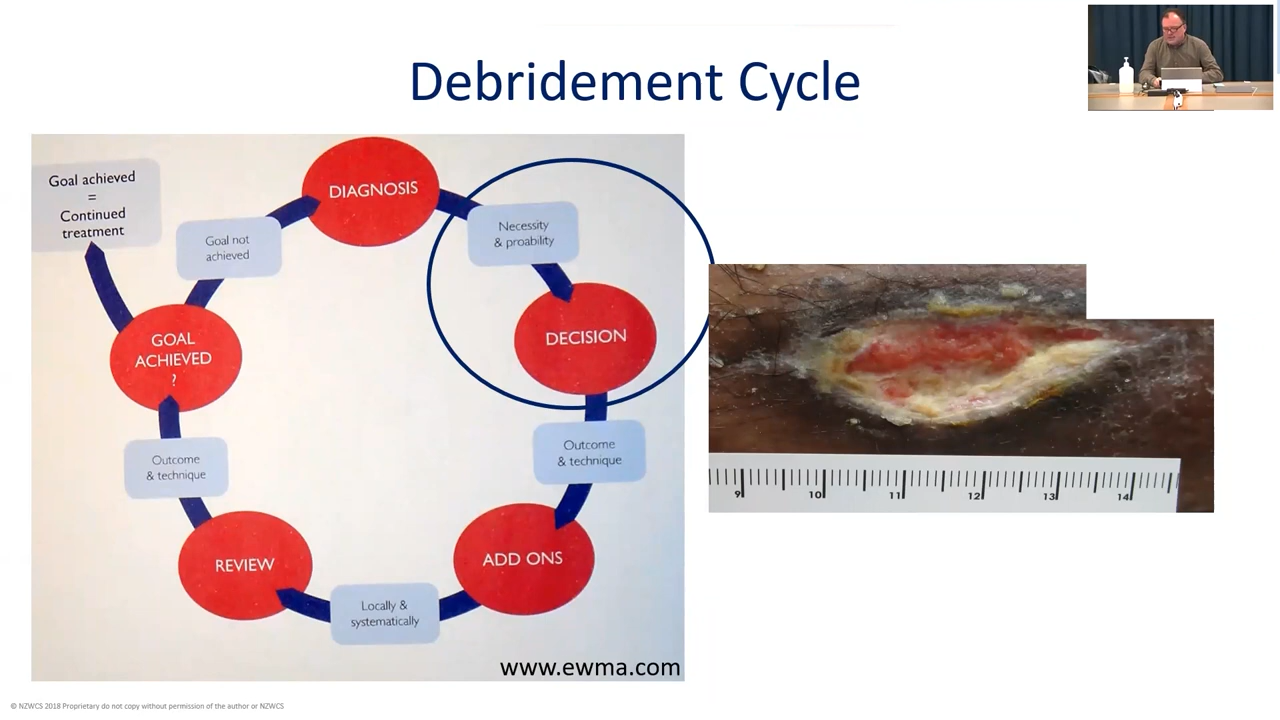 Debridement Cycle
Goal achieved
=
Continued
treatment
DIAGNOSIS
Necessity
& proability
Goal not
achieved
DECISION
GOAL
ACHIEVED
?
Outcome
& technique
Outcome
& technique
REVIEW
ADD ONS
Locally &
systematically
www.ewma.com
9 10 11 12 13 14
© NZWCS 2018 Proprietary do not copy without permission of the author or NZWCS